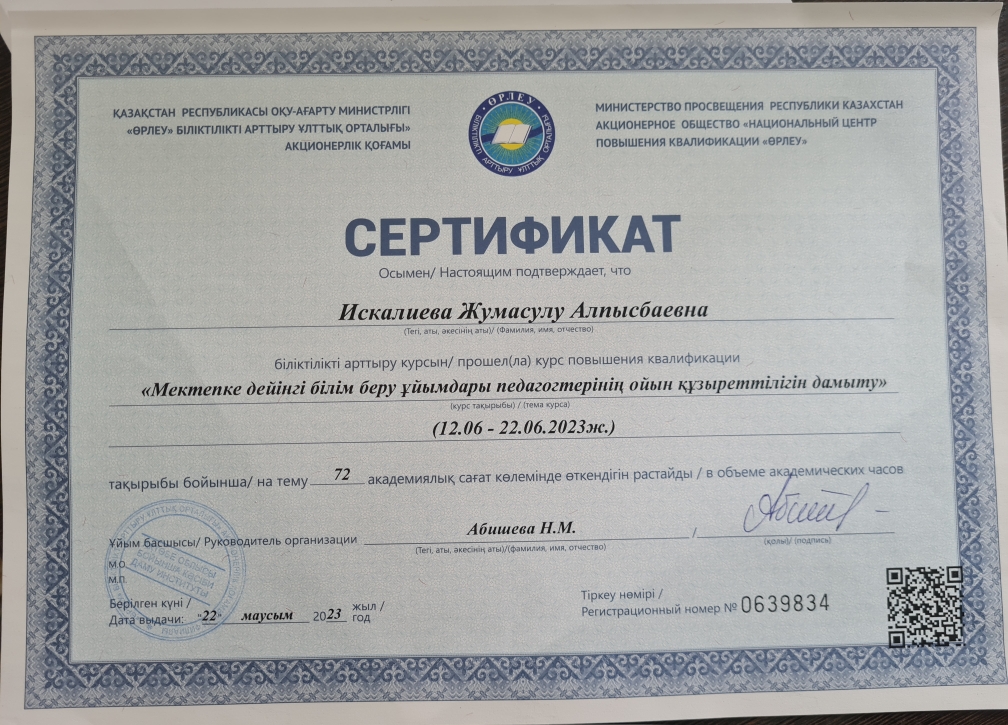 ҚАЗАҚСТАН РЕСПУБЛИКАСЫ ОҚУ-АҒАРТУ МИНИСТРЛІГІ
«ӨРЛЕУ» БІЛІКТІЛІКТІ АРТТЫРУ ҰЛТТЫҚ ОРТАЛЫҒЫ»
АКЦИОНЕРЛІК ҚОҒАМЫ
ӨРЛЕУ
БІЛІКТІЛІКТІ АРТТЫРУ ҰЛТТЫҚ ОРТАЛЫҒЫ
МИНИСТЕРСТВО ПРОСВЕЩЕНИЯ РЕСПУБЛИКИ КАЗАХСТАН
АКЦИОНЕРНОЕ ОБЩЕСТВО «НАЦИОНАЛЬНЫЙ ЦЕНТР
ПОВЫШЕНИЯ КВАЛИФИКАЦИИ «ӨРЛЕУ»
СЕРТИФИКАТ
Осымен/ Настоящим подтверждает, что
Искалиева Жумасулу Алпысбаевна
(Тегі, аты, әкесінің аты)/ (Фамилия, имя, отчество)
біліктілікті арттыру курсын/ прошел(ла) курс повышения квалификации
«Мектепке дейінгі білім беру ұйымдары педагогтерінің ойын құзыреттілігін дамыту»
(курс тақырыбы) / (тема курса)
(12.06 - 22.06.2023ж.)
тақырыбы бойынша/ на тему 72 академиялық сағат көлемінде өткендігін растайды / в объеме академических часов
Ұйым басшысы/ Руководитель организации Абишева Н.М. /
(Тегі, аты, әкесінің аты)/(фамилия, имя, отчество)
(қолы)/ (подпись)
М.О.
М.П.
Берілген күні /
Дата выдачи: "22" маусым 2023 жыл / год
Тіркеу нөмірі /
Регистрационный номер № 0639834